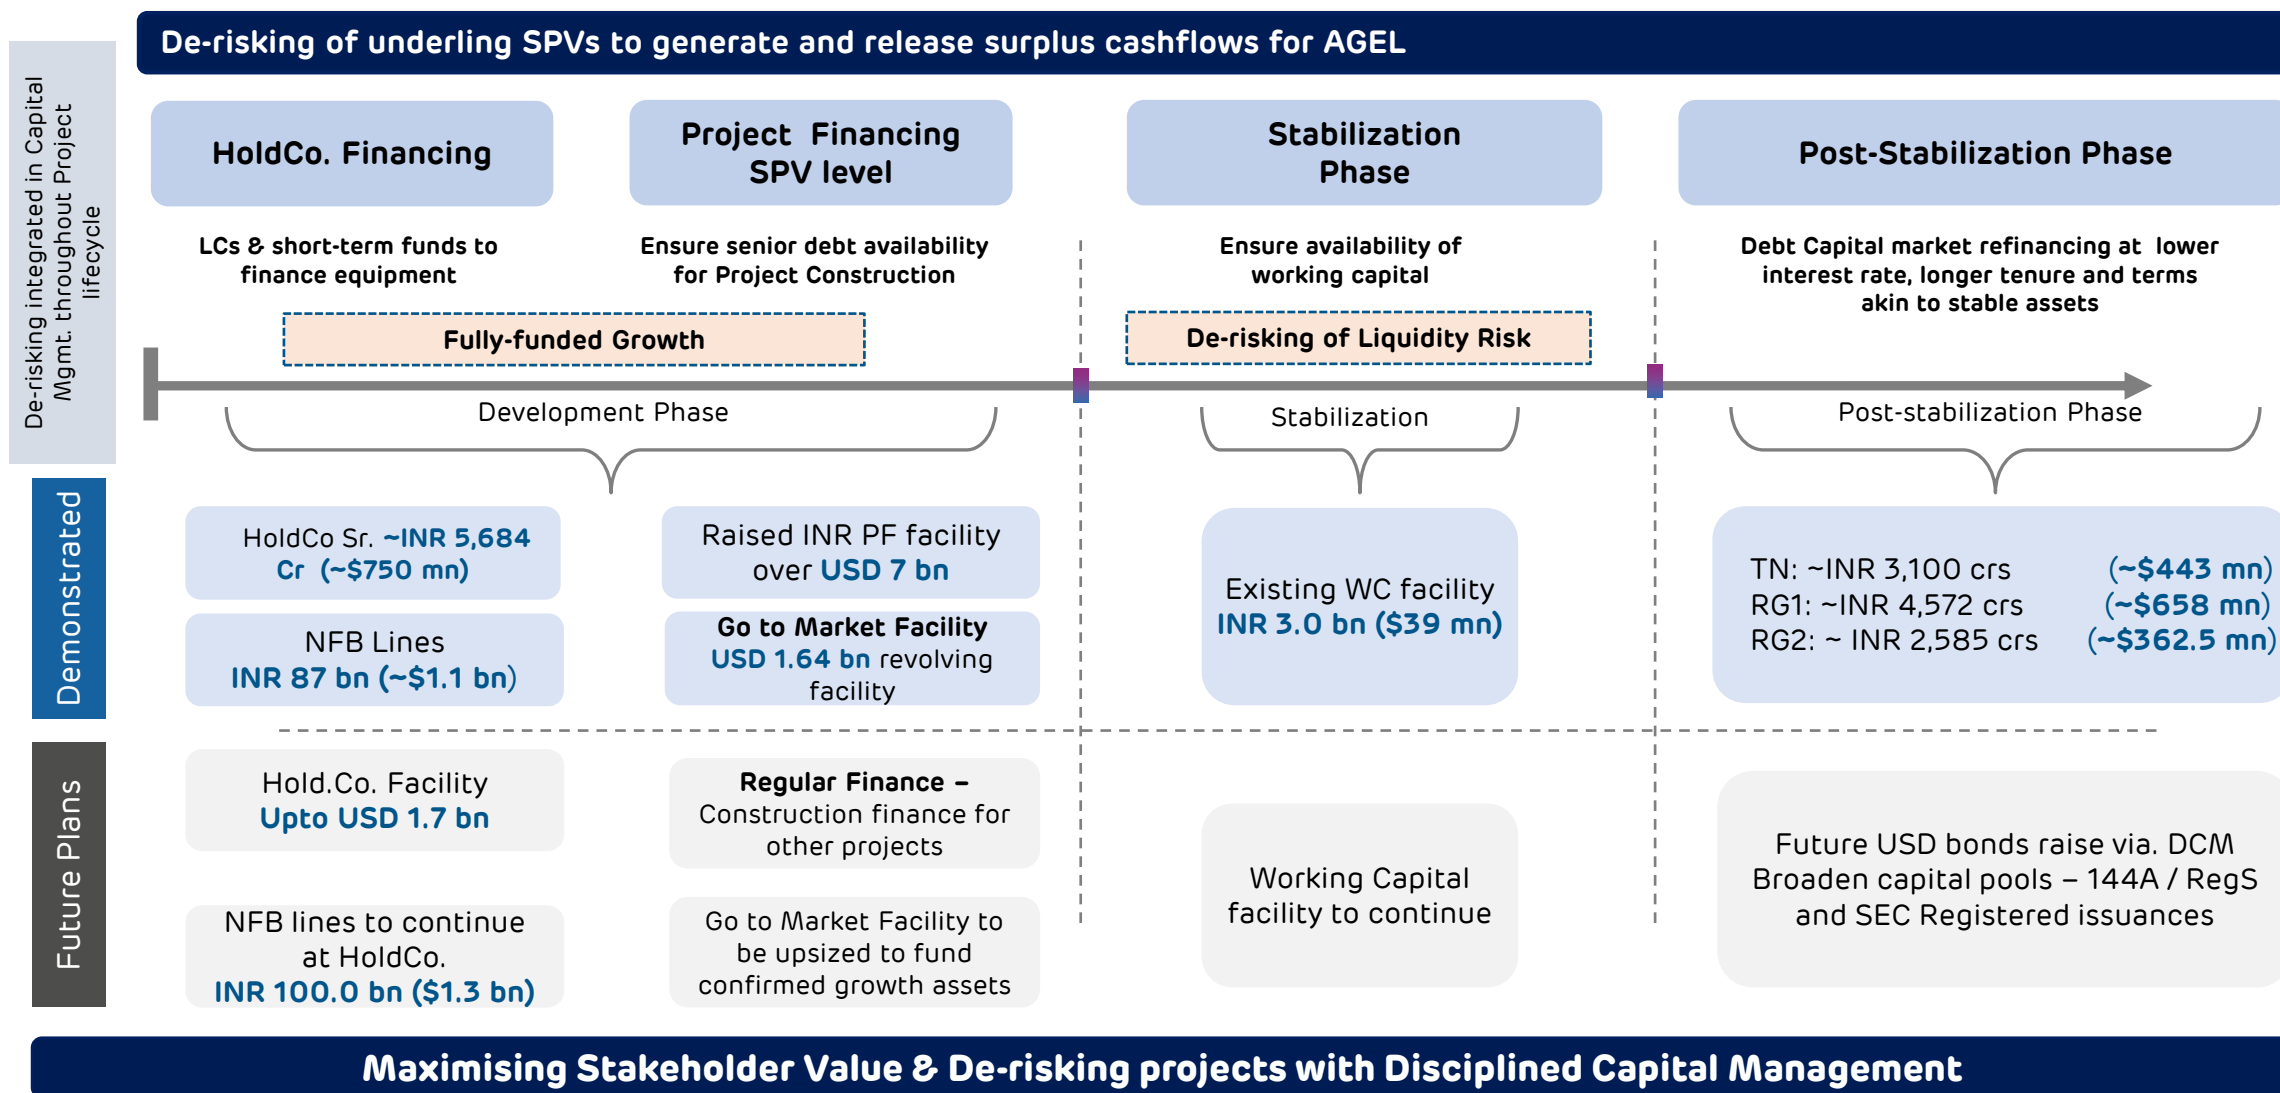 De-risking of underling SPVs to generate and release surplus cashflows for AGEL
De-risking integrated in Capital
Mgmt. throughout Project
lifecycle
HoldCo. Financing
Project Financing
SPV level
Stabilization
Phase
Post-Stabilization Phase
LCs & short-term funds to
finance equipment
Ensure senior debt availability
for Project Construction
Ensure availability of
working capital
Debt Capital market refinancing at lower
interest rate, longer tenure and terms
akin to stable assets
Fully-funded Growth
De-risking of Liquidity Risk
Development Phase
Stabilization
Post-stabilization Phase
Demonstrated
HoldCo Sr. ~INR 5,684
Cr (~$750 mn)
NFB Lines
INR 87 bn (~$1.1 bn)
Raised INR PF facility
over USD 7 bn
Go to Market Facility
USD 1.64 bn revolving
facility
Existing WC facility
INR 3.0 bn ($39 mn)
TN: ~INR 3,100 crs (~$443 mn)
RG1: ~INR 4,572 crs (~$658 mn)
RG2: ~ INR 2,585 crs (~$362.5 mn)
Future Plans
Hold.Co. Facility
Upto USD 1.7 bn
NFB lines to continue
at HoldCo.
INR 100.0 bn ($1.3 bn)
Regular Finance –
Construction finance for
other projects
Go to Market Facility to
be upsized to fund
confirmed growth assets
Working Capital
facility to continue
Future USD bonds raise via. DCM
Broaden capital pools – 144A / RegS
and SEC Registered issuances
Maximising Stakeholder Value & De-risking projects with Disciplined Capital Management